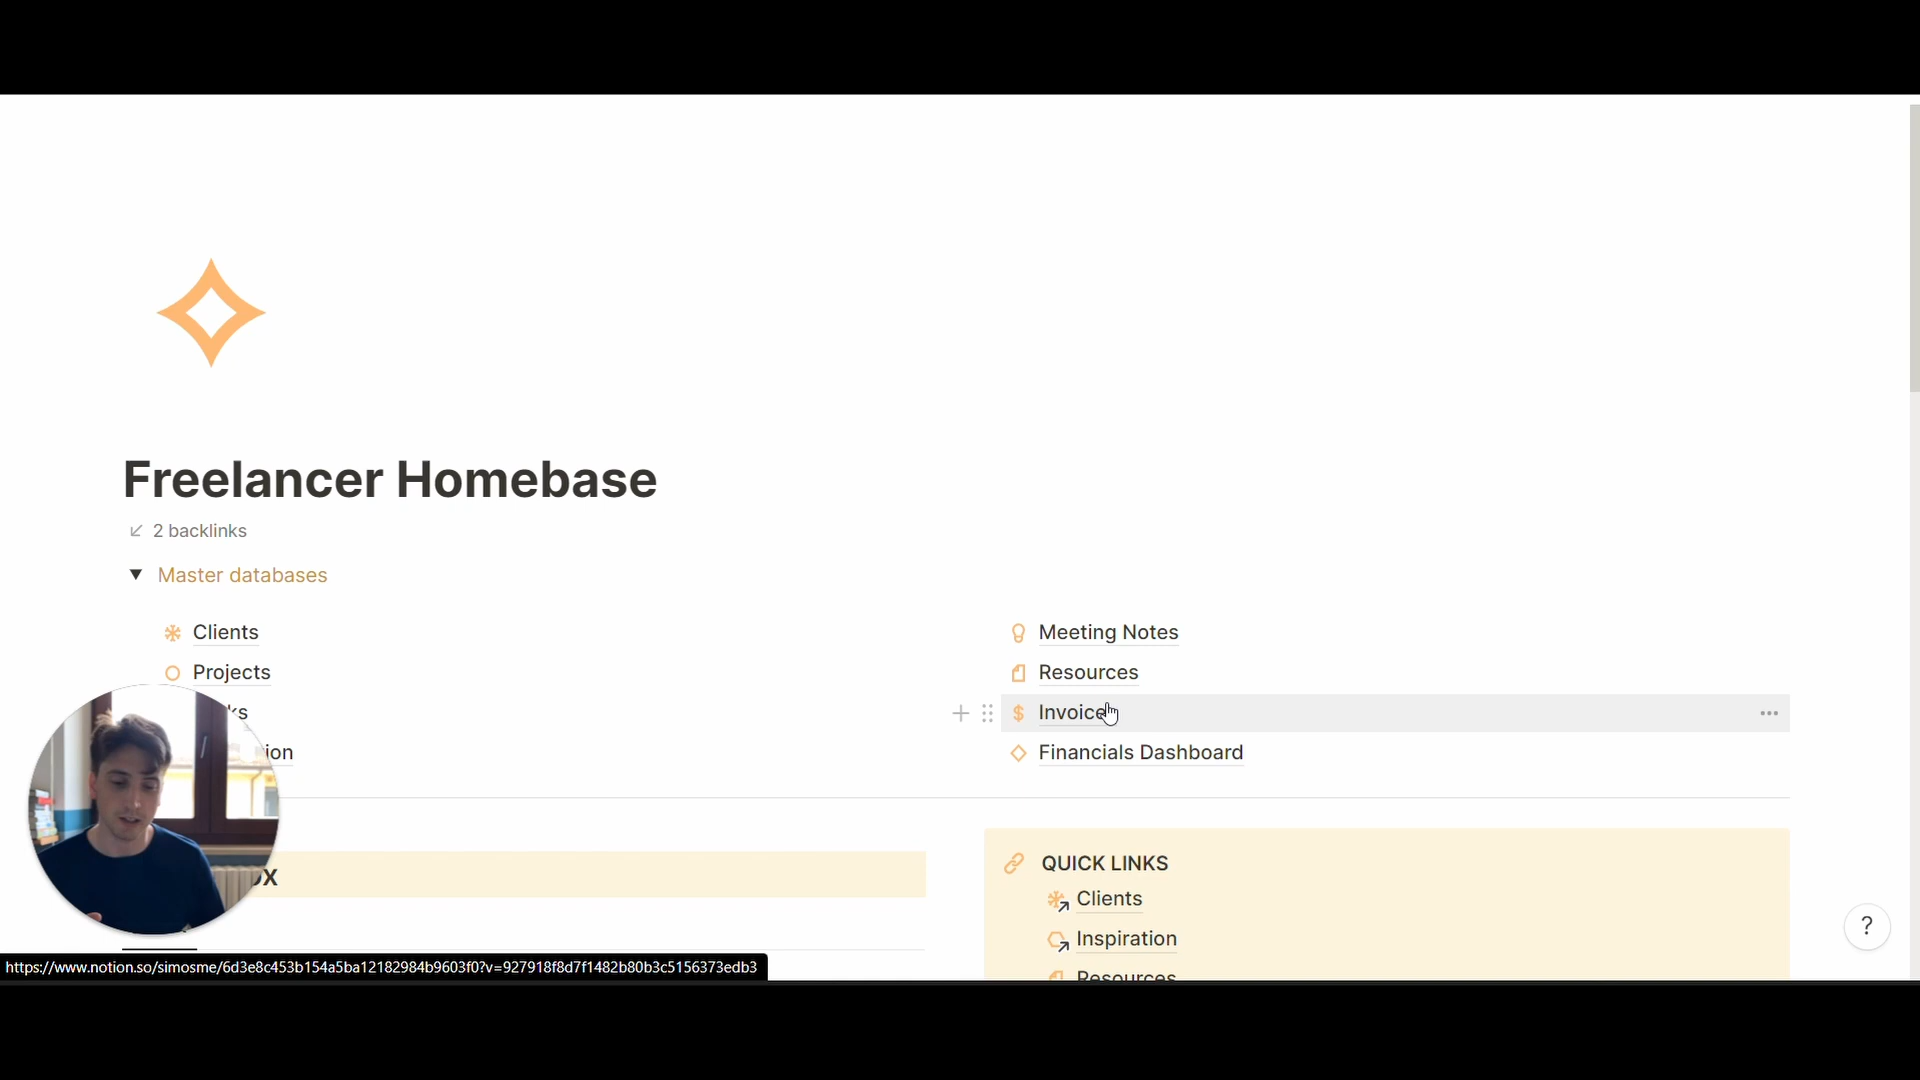 Freelancer Homebase
2 backlinks
Master databases
Clients
Projects
Meeting Notes
Resources
$ Invoice
Financials Dashboard
QUICK LINKS
Clients
Inspiration
Resources
?
https://www.notion.so/simosme/6d3e8c453b154a5ba12182984b9603f0?v=927918f8d7f1482b80b3c5156373edb3